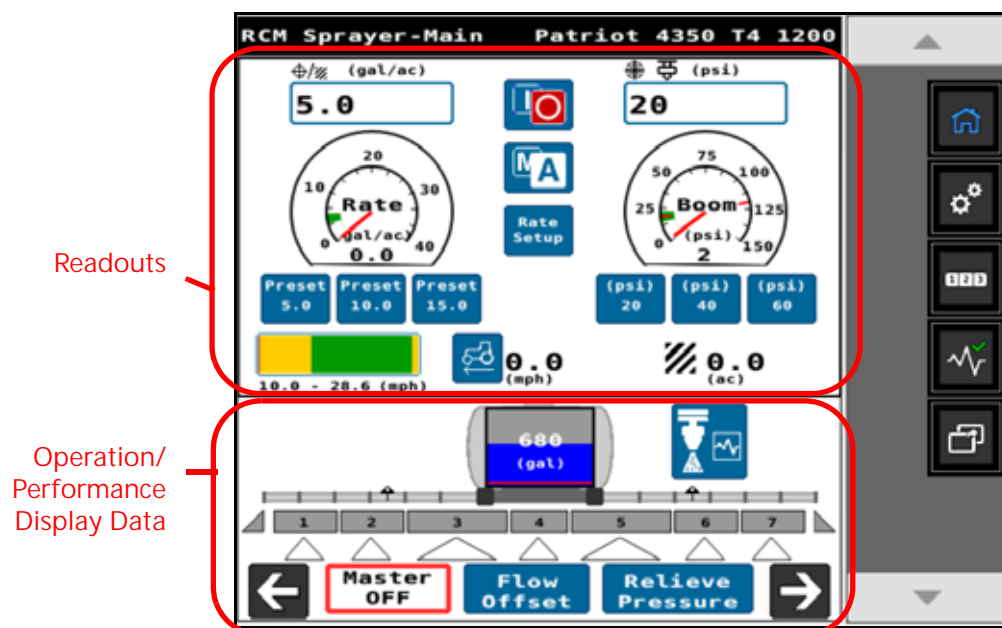 RCM Sprayer-Main Patriot 4350 T4 1200
(gal/ac)
5.0
(psi)
20
I
M A
Rate
Setup
0 10 20 30 40
Rate
(gal/ac)
0.0
0 25 50 75 100 125 150
Boom
(psi)
2
Preset
5.0
Preset
10.0
Preset
15.0
(psi)
20
(psi)
40
(psi)
60
10.0 - 28.6 (mph)
0.0
(mph)
0.0
(ac)
1 2 3
Readouts
680
(gal)
1 2 3 4 5 6 7
Master
OFF
Flow
Offset
Relieve
Pressure
Operation/
Performance
Display Data